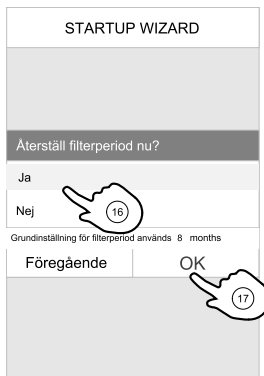 STARTUP WIZARD
Återställ filterperiod nu?
Ja
Nej
16
Grundinställning för filterperiod används 8 months
Föregående OK
17